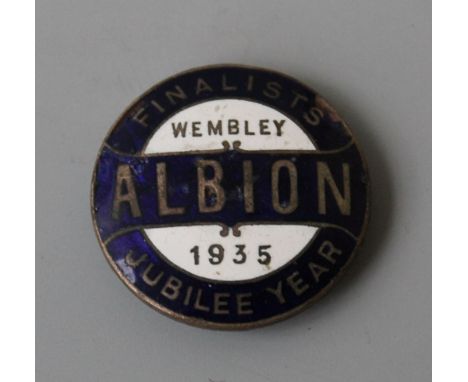 FINALISTS
WEMBLEY
ALBION
1935
JUBILEE YEAR